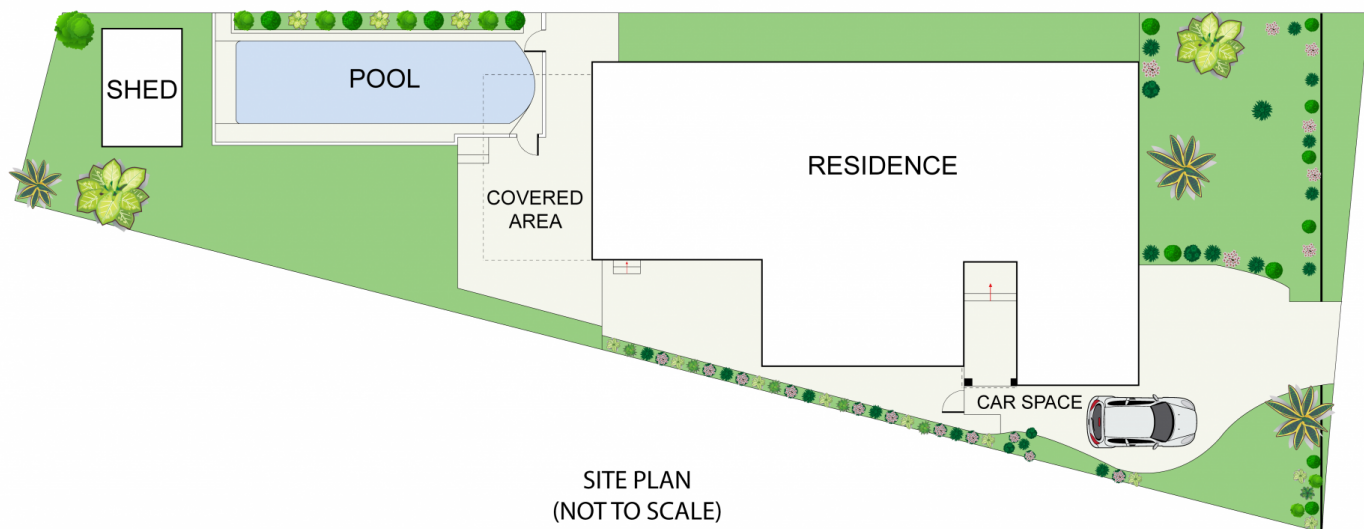 SHED
POOL
RESIDENCE
COVERED
AREA
CAR SPACE
SITE PLAN
(NOT TO SCALE)